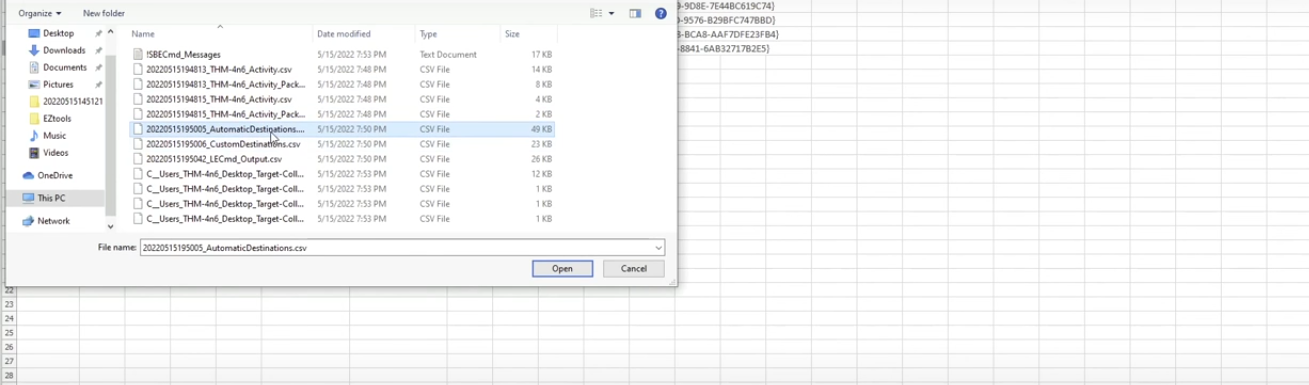 Organize New folder
9-9D8E-7E44BC619C74}
-9576-B29BFC747BBD}
-BCA8-AAF7DFE23FB4}
-8841-6AB32717B2E5}
Desktop
Downloads
Documents
Pictures
20220515145121
EZtools
Music
Videos
OneDrive
This PC
Network
Name Date modified Type Size
!SBECmd_Messages 5/15/2022 7:53 PM Text Document 17 KB
20220515194813_THM-4n6_Activity.csv 5/15/2022 7:48 PM CSV File 14 KB
20220515194813_THM-4n6_Activity_Pack... 5/15/2022 7:48 PM CSV File 8 KB
20220515194815_THM-4n6_Activity.csv 5/15/2022 7:48 PM CSV File 4 KB
20220515194815_THM-4n6_Activity_Pack... 5/15/2022 7:48 PM CSV File 2 KB
20220515195005_AutomaticDestinations.... 5/15/2022 7:50 PM CSV File 49 KB
20220515195006_CustomDestinations.csv 5/15/2022 7:50 PM CSV File 23 KB
20220515195042_LECmd_Output.csv 5/15/2022 7:50 PM CSV File 26 KB
C__Users_THM-4n6_Desktop_Target-Coll... 5/15/2022 7:53 PM CSV File 12 KB
C__Users_THM-4n6_Desktop_Target-Coll... 5/15/2022 7:53 PM CSV File 1 KB
C__Users_THM-4n6_Desktop_Target-Coll... 5/15/2022 7:53 PM CSV File 1 KB
C__Users_THM-4n6_Desktop_Target-Coll... 5/15/2022 7:53 PM CSV File 1 KB
File name: 20220515195005_AutomaticDestinations.csv
Open Cancel
22
23
24
25
26
27
28